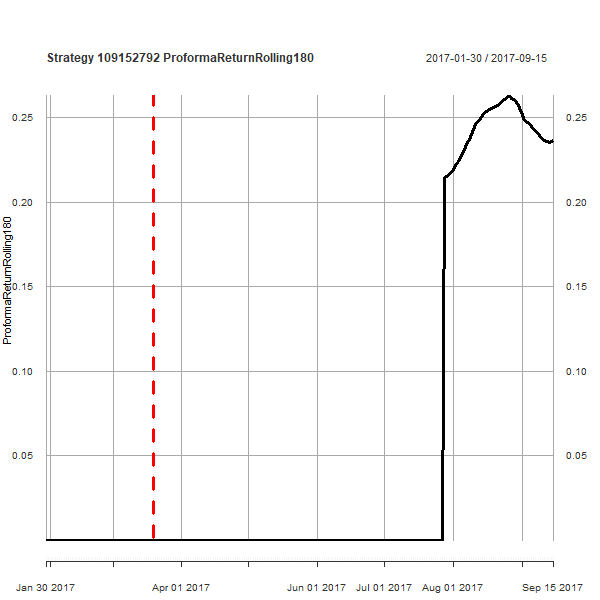 Strategy 109152792 ProformaReturnRolling180
2017-01-30 / 2017-09-15
ProformaReturnRolling180
0.25
0.20
0.15
0.10
0.05
0.25
0.20
0.15
0.10
0.05
Jan 30 2017
Apr 01 2017
Jun 01 2017
Jul 01 2017
Aug 01 2017
Sep 15 2017